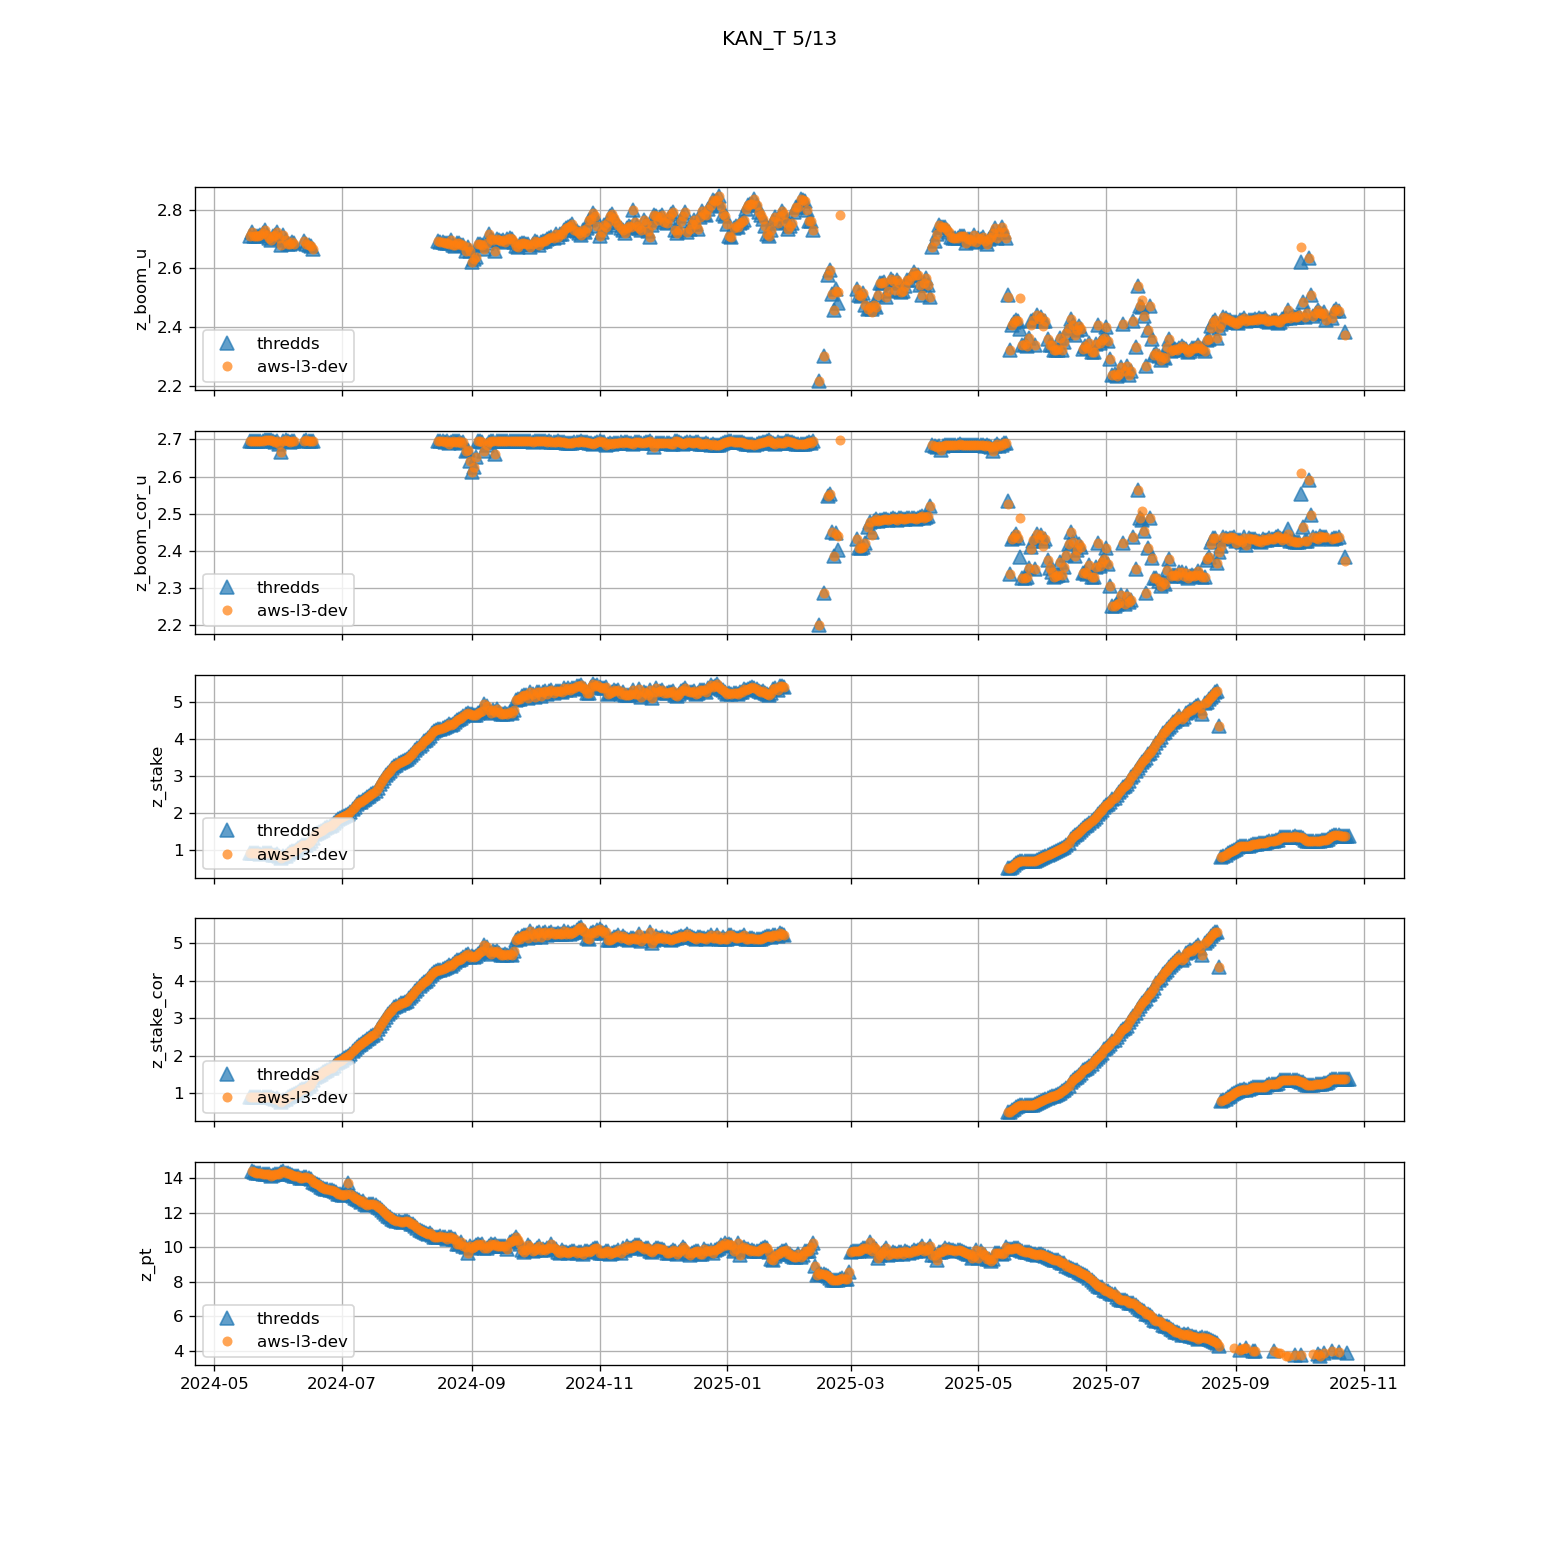 KAN_T 5/13
z_boom_u
2.8
2.6
2.4
2.2
thredds
aws-l3-dev
z_boom_cor_u
2.7
2.6
2.5
2.4
2.3
2.2
thredds
aws-l3-dev
z_stake
5
4
3
2
1
thredds
aws-l3-dev
z_stake_cor
5
4
3
2
1
thredds
aws-l3-dev
z_pt
14
12
10
8
6
4
thredds
aws-l3-dev
2024-05 2024-07 2024-09 2024-11 2025-01 2025-03 2025-05 2025-07 2025-09 2025-11